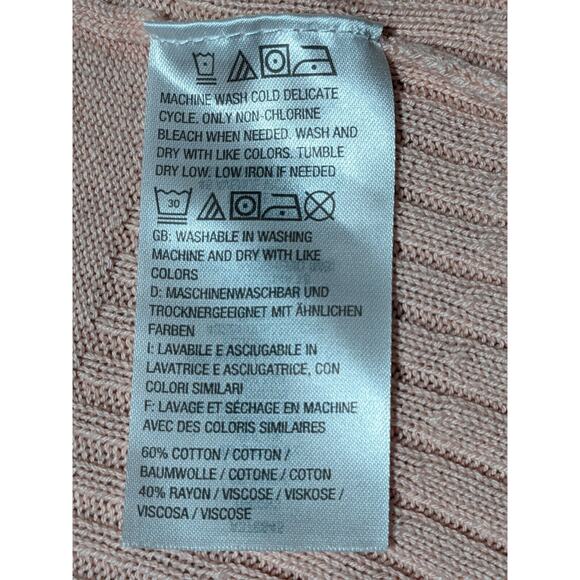 MACHINE WASH COLD DELICATE
CYCLE. ONLY NON-CHLORINE
BLEACH WHEN NEEDED. WASH AND
DRY WITH LIKE COLORS. TUMBLE
DRY LOW. LOW IRON IF NEEDED
30
GB: WASHABLE IN WASHING
MACHINE AND DRY WITH LIKE
COLORS
D: MASCHINENWASCHBAR UND
TROCKNERGEEIGNET MIT ÄHNLICHEN
FARBEN
I: LAVABILE E ASCIUGABILE IN
LAVATRICE E ASCIUGATRICE, CON
COLORI SIMILARI
F: LAVAGE ET SÉCHAGE EN MACHINE
AVEC DES COLORIS SIMILAIRES
60% COTTON / COTTON /
BAUMWOLLE / COTONE / COTON
40% RAYON / VISCOSE / VISKOSE /
VISCOSA / VISCOSE